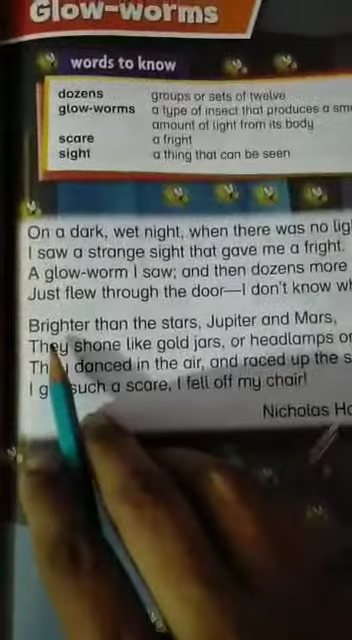 Glow-worms
words to know
dozens groups or sets of twelve
glow-worms a type of insect that produces a
amount of light from its body
scare a fright
sight a thing that can be seen
On a dark, wet night, when there was no
I saw a strange sight that gave me a fright.
A glow-worm I saw; and then dozens more
Just flew through the door—I don't know
Brighter than the stars, Jupiter and Mars,
They shone like gold jars, or headlamps
danced in the air, and raced up the
I such a scare, I fell off my chair!
Nicholas